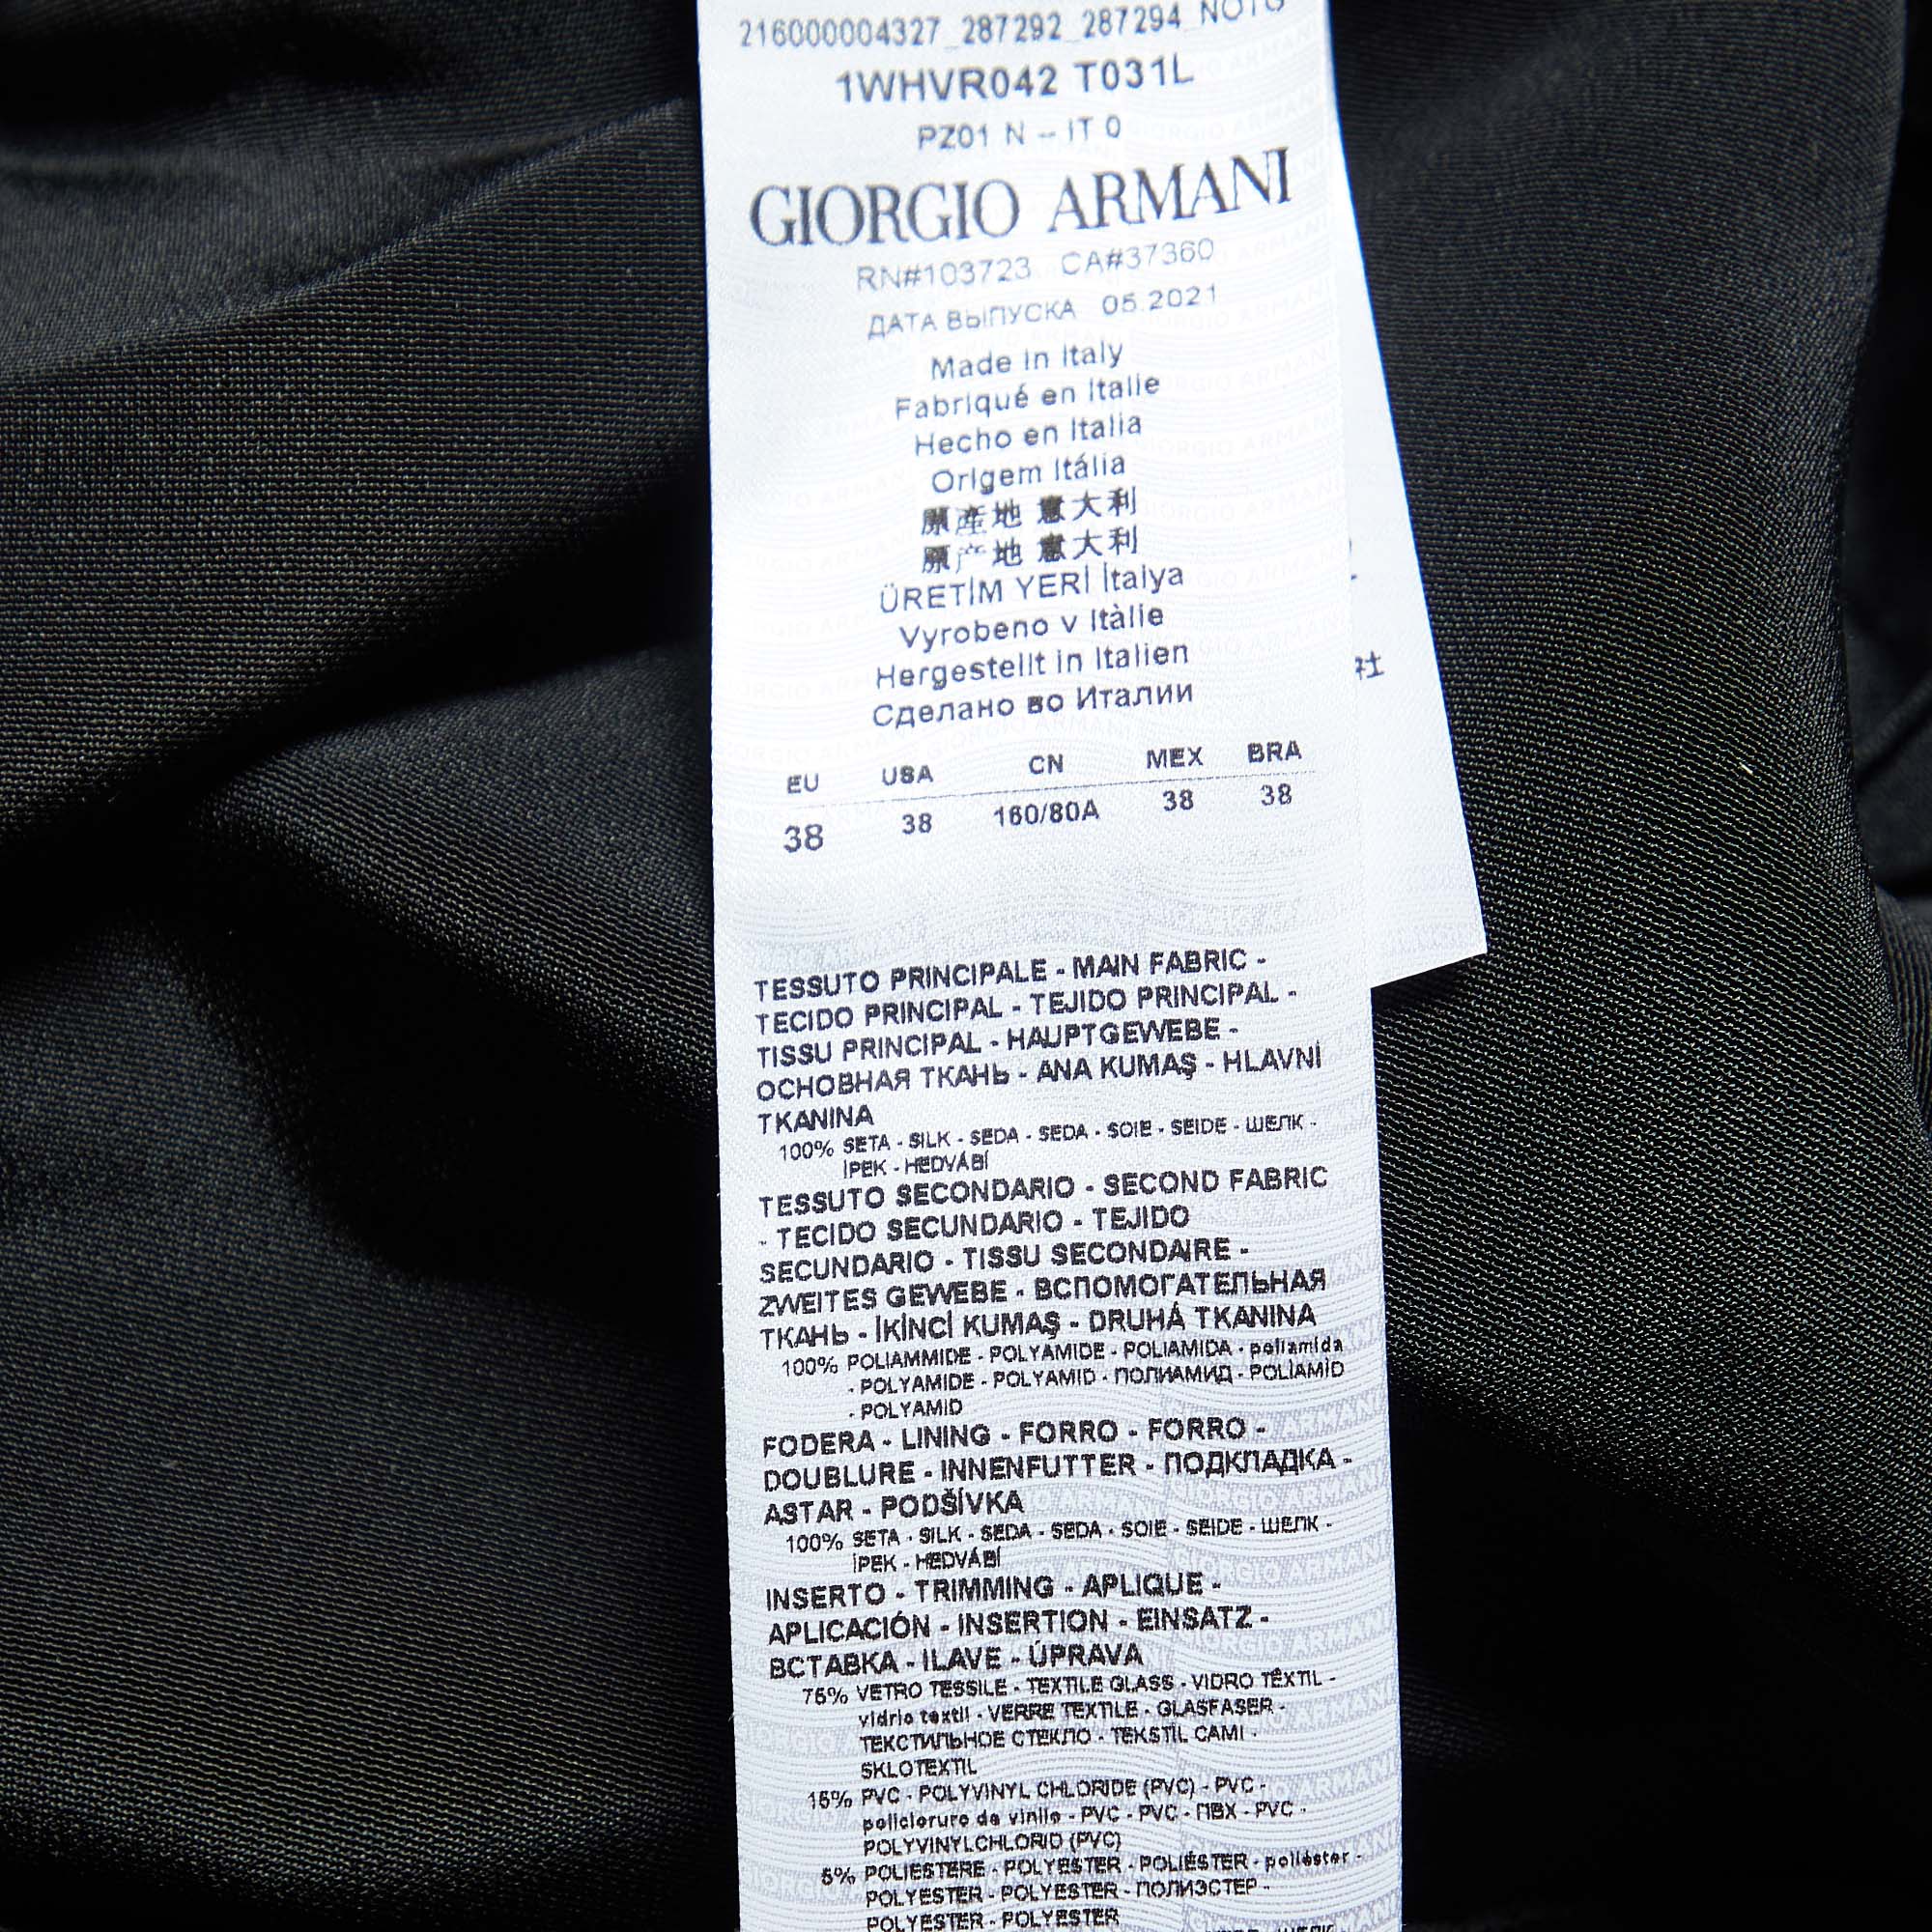 216000004327_287292_287294_NOTG
1WHVR042 T031L
PZ01 N - IT 0
GIORGIO ARMANI
RN#103723 CA#37360
ДАТА ВЫПУСКА 05.2021
Made in Italy
Fabriqué en Italie
Hecho en Italia
Origem Itália
原産地 意大利
原产地 意大利
ÜRETİM YERİ İtalya
Vyrobeno v Itàlie
Hergestellt in Italien
Сделано во Италии
社
EU USA CN MEX BRA
38 38 160/80A 38 38
TESSUTO PRINCIPALE - MAIN FABRIC -
TECIDO PRINCIPAL - TEJIDO PRINCIPAL -
TISSU PRINCIPAL - HAUPTGEWEBE -
ОСНОВНАЯ ТКАНЬ - ANA KUMAŞ - HLAVNÍ
TKANINA
100% SETA - SILK - SEDA - SEDA - SOIE - SEIDE - ШЕЛК -
İPEK - HEDVÁBÍ
TESSUTO SECONDARIO - SECOND FABRIC
- TECIDO SECUNDARIO - TEJIDO
SECUNDARIO - TISSU SECONDAIRE -
ZWEITES GEWEBE - ВСПОМОГАТЕЛЬНАЯ
ТКАНЬ - İKİNCİ KUMAŞ - DRUHÁ TKANINA
100% POLIAMMIDE - POLYAMIDE - POLIAMIDA - poliamida
- POLYAMIDE - POLYAMID - ПОЛИАМИД - POLİAMİD
- POLYAMID
FODERA - LINING - FORRO - FORRO -
DOUBLURE - INNENFUTTER - ПОДКЛАДКА -
ASTAR - PODŠÍVKA
100% SETA - SILK - SEDA - SEDA - SOIE - SEIDE - ШЕЛК -
İPEK - HEDVÁBÍ
INSERTO - TRIMMING - APLIQUE -
APLICACIÓN - INSERTION - EINSATZ -
ВСТАВКА - ILAVE - ÚPRAVA
75% VETRO TESSILE - TEXTILE GLASS - VIDRO TÊXTIL -
vidrio textil - VERRE TEXTILE - GLASFASER -
ТЕКСТИЛЬНОЕ СТЕКЛО - TEKSTİL CAMI -
SKLOTEXTIL
15% PVC - POLYVINYL CHLORIDE (PVC) - PVC -
policloruro de vinilo - PVC - PVC - ПВХ - PVC -
POLYVINYLCHLORID (PVC)
5% POLIESTERE - POLYESTER - POLIÉSTER - poliéster -
POLYESTER - POLYESTER - ПОЛИЭСТЕР -
POLYESTER - POLYESTER